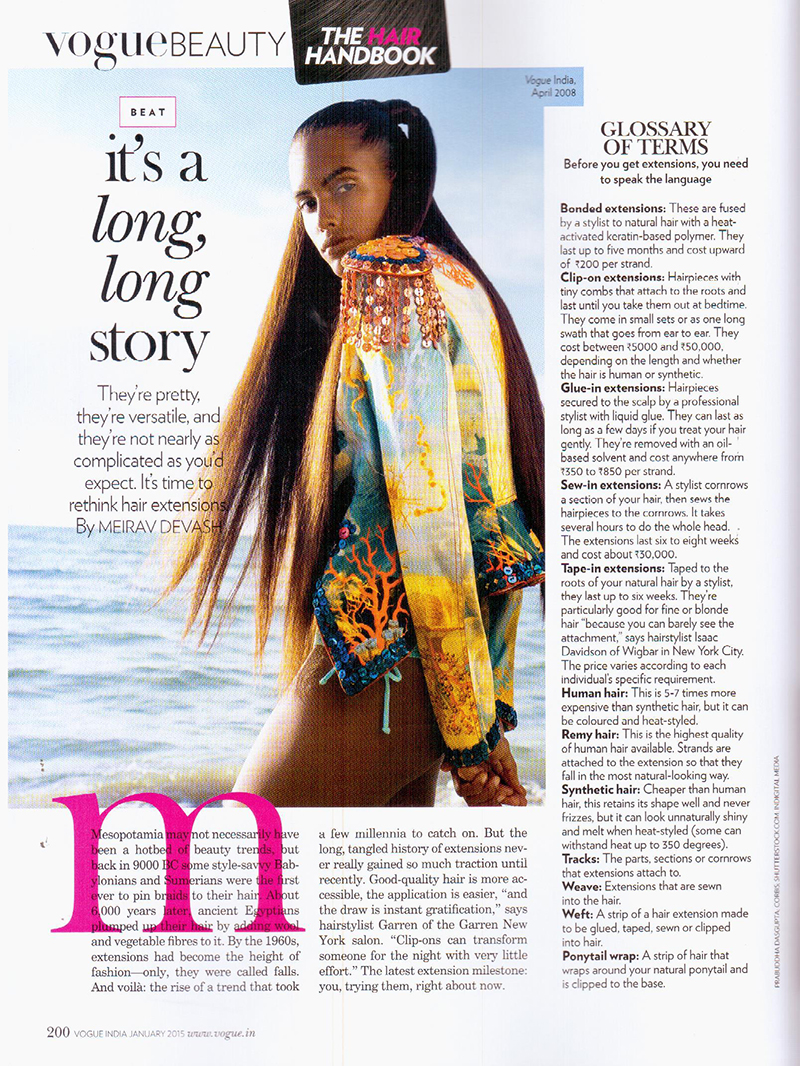 vogueBEAUTY
THE HAIR
HANDBOOK
Vogue India,
April 2008
BEAT
it's a
long,
long
story
They're pretty,
they're versatile, and
they're not nearly as
complicated as you'd
expect. It's time to
rethink hair extensions.
By MEIRAV DEVASH
m
Mesopotamia may not necessarily have
been a hotbed of beauty trends, but
back in 9000 BC some style-savvy Bab-
ylonians and Sumerians were the first
ever to pin braids to their hair. About
6,000 years later, ancient Egyptians
plumped up their hair by adding wool
and vegetable fibres to it. By the 1960s,
extensions had become the height of
fashion—only, they were called falls.
And voilà: the rise of a trend that took
a few millennia to catch on. But the
long, tangled history of extensions nev-
er really gained so much traction until
recently. Good-quality hair is more ac-
cessible, the application is easier, “and
the draw is instant gratification,” says
hairstylist Garren of the Garren New
York salon. “Clip-ons can transform
someone for the night with very little
effort.” The latest extension milestone:
you, trying them, right about now.
GLOSSARY
OF TERMS
Before you get extensions, you need
to speak the language
Bonded extensions: These are fused
by a stylist to natural hair with a heat-
activated keratin-based polymer. They
last up to five months and cost upward
of ₹200 per strand.
Clip-on extensions: Hairpieces with
tiny combs that attach to the roots and
last until you take them out at bedtime.
They come in small sets or as one long
swath that goes from ear to ear. They
cost between ₹5000 and ₹50,000,
depending on the length and whether
the hair is human or synthetic.
Glue-in extensions: Hairpieces
secured to the scalp by a professional
stylist with liquid glue. They can last as
long as a few days if you treat your hair
gently. They're removed with an oil-
based solvent and cost anywhere from
₹350 to ₹850 per strand.
Sew-in extensions: A stylist cornrows
a section of your hair, then sews the
hairpieces to the cornrows. It takes
several hours to do the whole head.
The extensions last six to eight weeks
and cost about ₹30,000.
Tape-in extensions: Taped to the
roots of your natural hair by a stylist,
they last up to six weeks. They're
particularly good for fine or blonde
hair “because you can barely see the
attachment,” says hairstylist Isaac
Davidson of Wigbar in New York City.
The price varies according to each
individual's specific requirement.
Human hair: This is 5-7 times more
expensive than synthetic hair, but it can
be coloured and heat-styled.
Remy hair: This is the highest quality
of human hair available. Strands are
attached to the extension so that they
fall in the most natural-looking way.
Synthetic hair: Cheaper than human
hair, this retains its shape well and never
frizzes, but it can look unnaturally shiny
and melt when heat-styled (some can
withstand heat up to 350 degrees).
Tracks: The parts, sections or cornrows
that extensions attach to.
Weave: Extensions that are sewn
into the hair.
Weft: A strip of a hair extension made
to be glued, taped, sewn or clipped
into hair.
Ponytail wrap: A strip of hair that
wraps around your natural ponytail and
is clipped to the base.
PRABUDDHA DASGUPTA; CORBIS; SHUTTERSTOCK.COM; INDIGITAL MEDIA
200 VOGUE INDIA JANUARY 2015 www.vogue.in